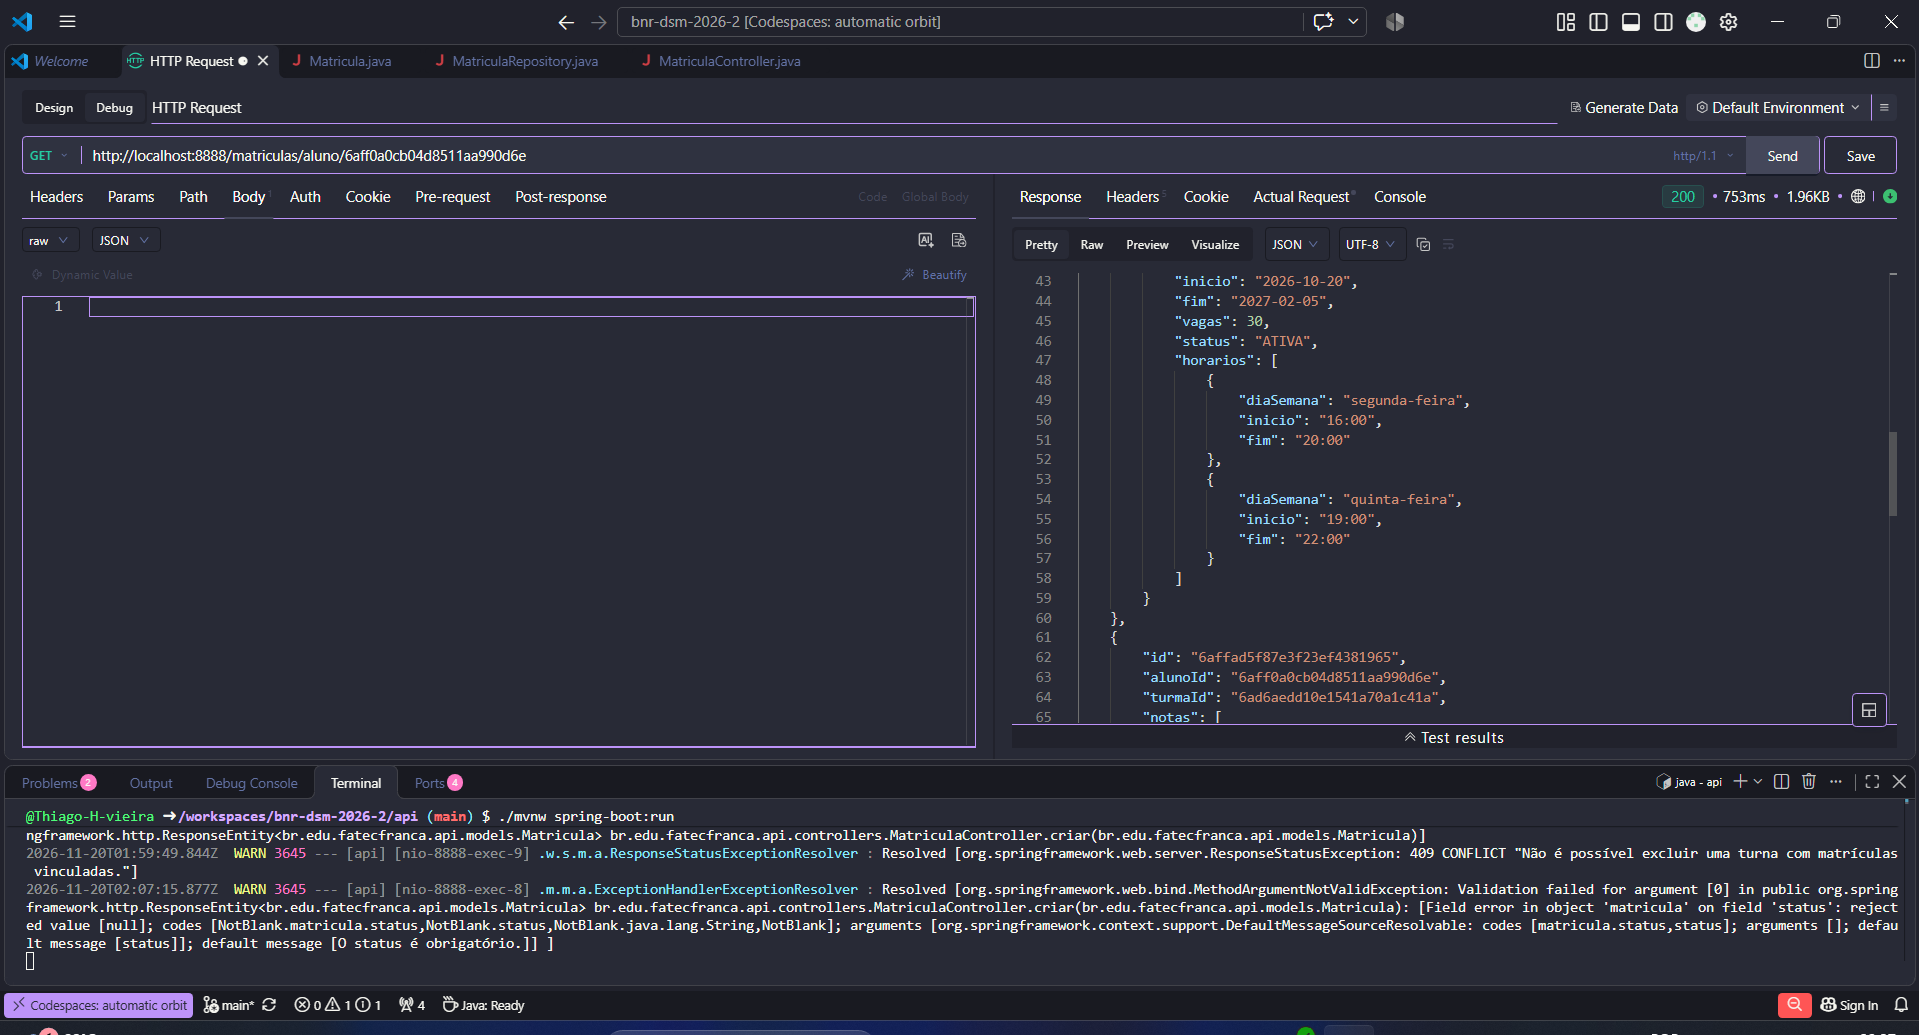 bnr-dsm-2026-2 [Codespaces: automatic orbit]
Welcome
HTTP HTTP Request
Matricula.java
MatriculaRepository.java
MatriculaController.java
Design Debug HTTP Request
Generate Data Default Environment
GET http://localhost:8888/matriculas/aluno/6aff0a0cb04d8511aa990d6e http/1.1 Send Save
Headers Params Path Body 1 Auth Cookie Pre-request Post-response Code Global Body
raw JSON
Dynamic Value Beautify
1
Response Headers 5 Cookie Actual Request Console 200 • 753ms • 1.96KB
Pretty Raw Preview Visualize JSON UTF-8
43 "inicio": "2026-10-20",
44 "fim": "2027-02-05",
45 "vagas": 30,
46 "status": "ATIVA",
47 "horarios": [
48 {
49 "diaSemana": "segunda-feira",
50 "inicio": "16:00",
51 "fim": "20:00"
52 },
53 {
54 "diaSemana": "quinta-feira",
55 "inicio": "19:00",
56 "fim": "22:00"
57 }
58 ]
59 }
60 },
61 {
62 "id": "6affad5f87e3f23ef4381965",
63 "alunoId": "6aff0a0cb04d8511aa990d6e",
64 "turmaId": "6ad6aedd10e1541a70a1c41a",
65 "notas": [
Test results
Problems 2 Output Debug Console Terminal Ports 4
java - api
@Thiago-H-vieira ➜/workspaces/bnr-dsm-2026-2/api (main) $ ./mvnw spring-boot:run
ngframework.http.ResponseEntity<br.edu.fatecfranca.api.models.Matricula> br.edu.fatecfranca.api.controllers.MatriculaController.criar(br.edu.fatecfranca.api.models.Matricula)]
2026-11-20T01:59:49.844Z WARN 3645 --- [api] [nio-8888-exec-9] .w.s.m.a.ResponseStatusExceptionResolver : Resolved [org.springframework.web.server.ResponseStatusException: 409 CONFLICT "Não é possível excluir uma turna com matrículas
vinculadas."]
2026-11-20T02:07:15.877Z WARN 3645 --- [api] [nio-8888-exec-8] .m.m.a.ExceptionHandlerExceptionResolver : Resolved [org.springframework.web.bind.MethodArgumentNotValidException: Validation failed for argument [0] in public org.spring
framework.http.ResponseEntity<br.edu.fatecfranca.api.models.Matricula> br.edu.fatecfranca.api.controllers.MatriculaController.criar(br.edu.fatecfranca.api.models.Matricula): [Field error in object 'matricula' on field 'status': reject
ed value [null]; codes [NotBlank.matricula.status,NotBlank.status,NotBlank.java.lang.String,NotBlank]; arguments [org.springframework.context.support.DefaultMessageSourceResolvable: codes [matricula.status,status]; arguments []; defau
lt message [status]]; default message [O status é obrigatório.]] ]
Codespaces: automatic orbit main* 0 1 1 4 Java: Ready Sign In